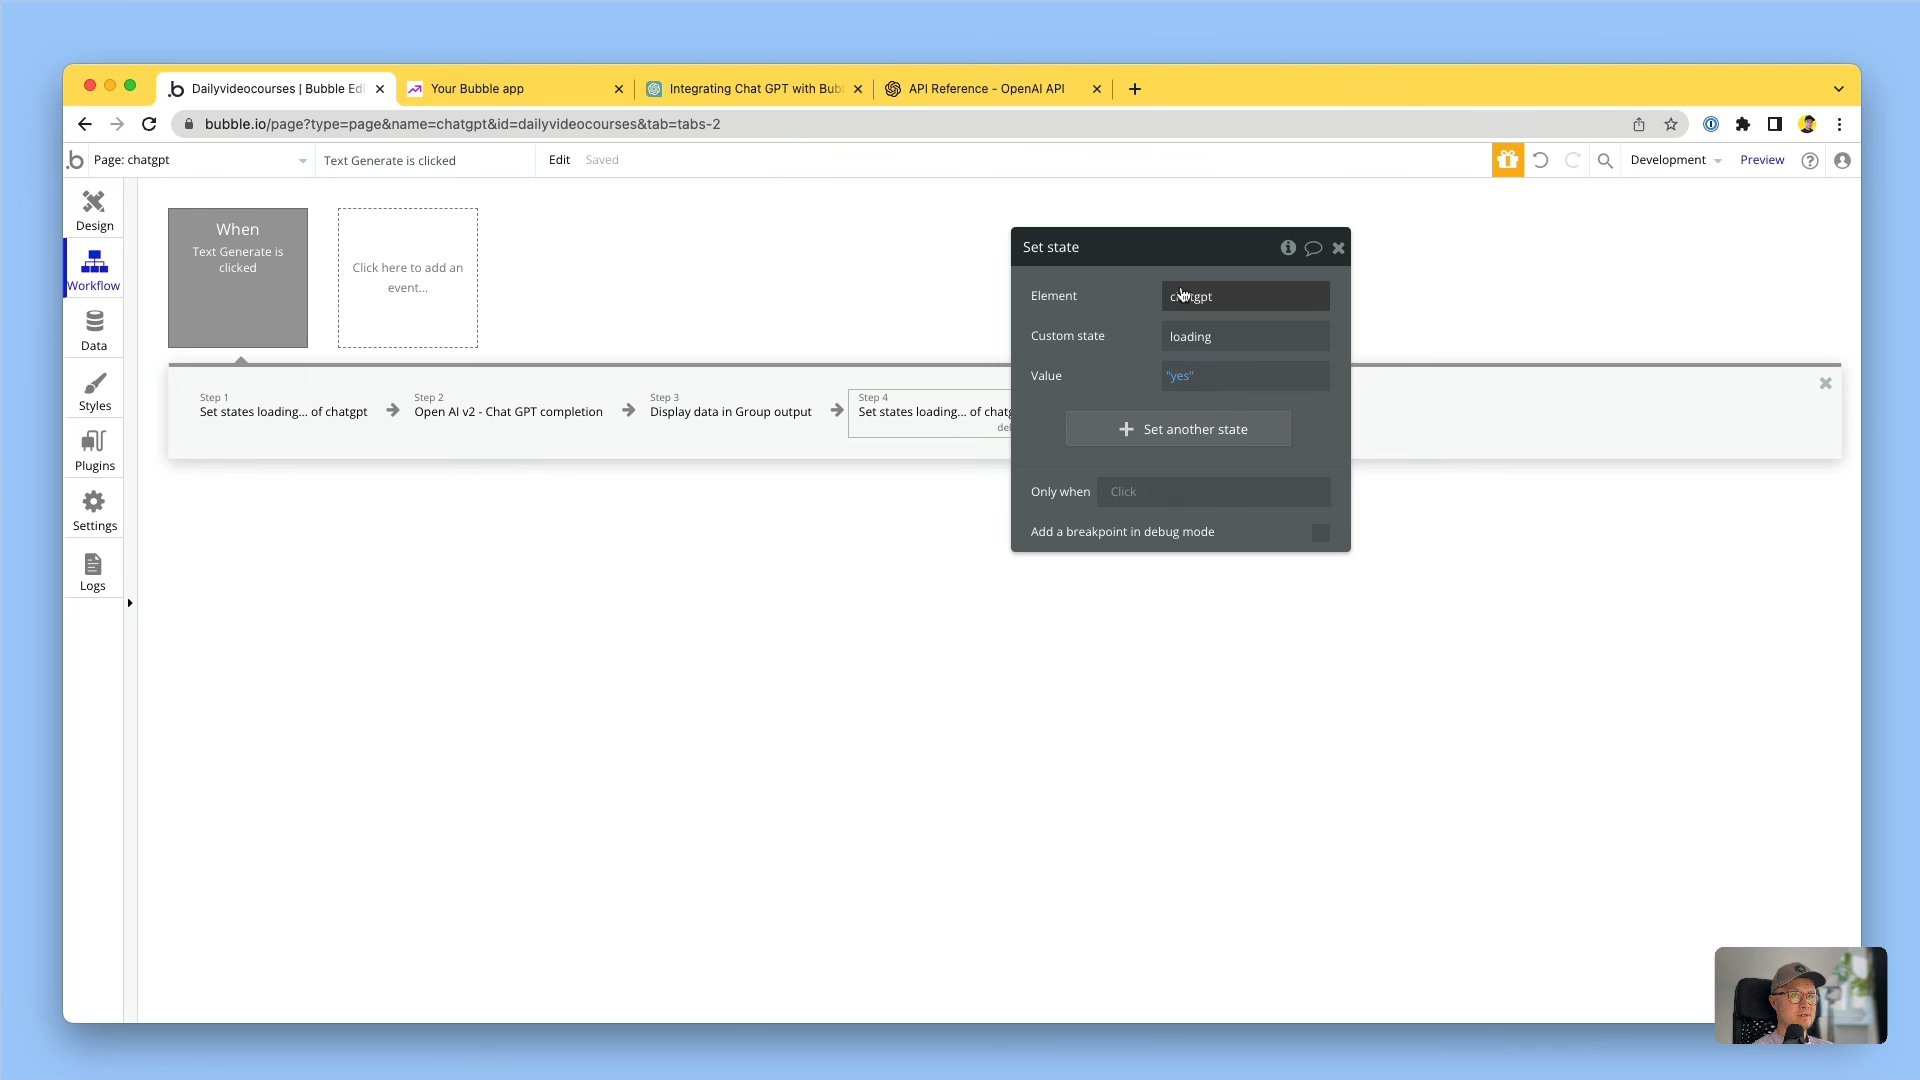 Dailyvideocourses | Bubble Edi
Your Bubble app
Integrating Chat GPT with Bubl
API Reference - OpenAI API
bubble.io/page?type=page&name=chatgpt&id=dailyvideocourses&tab=tabs-2
Page: chatgpt
Text Generate is clicked
Edit
Saved
Development
Preview
Design
Workflow
Data
Styles
Plugins
Settings
Logs
When
Text Generate is
clicked
Click here to add an
event...
Step 1
Set states loading... of chatgpt
Step 2
Open AI v2 - Chat GPT completion
Step 3
Display data in Group output
Step 4
Set states loading... of chatg
del
Set state
Element
chatgpt
Custom state
loading
Value
"yes"
Set another state
Only when
Click
Add a breakpoint in debug mode